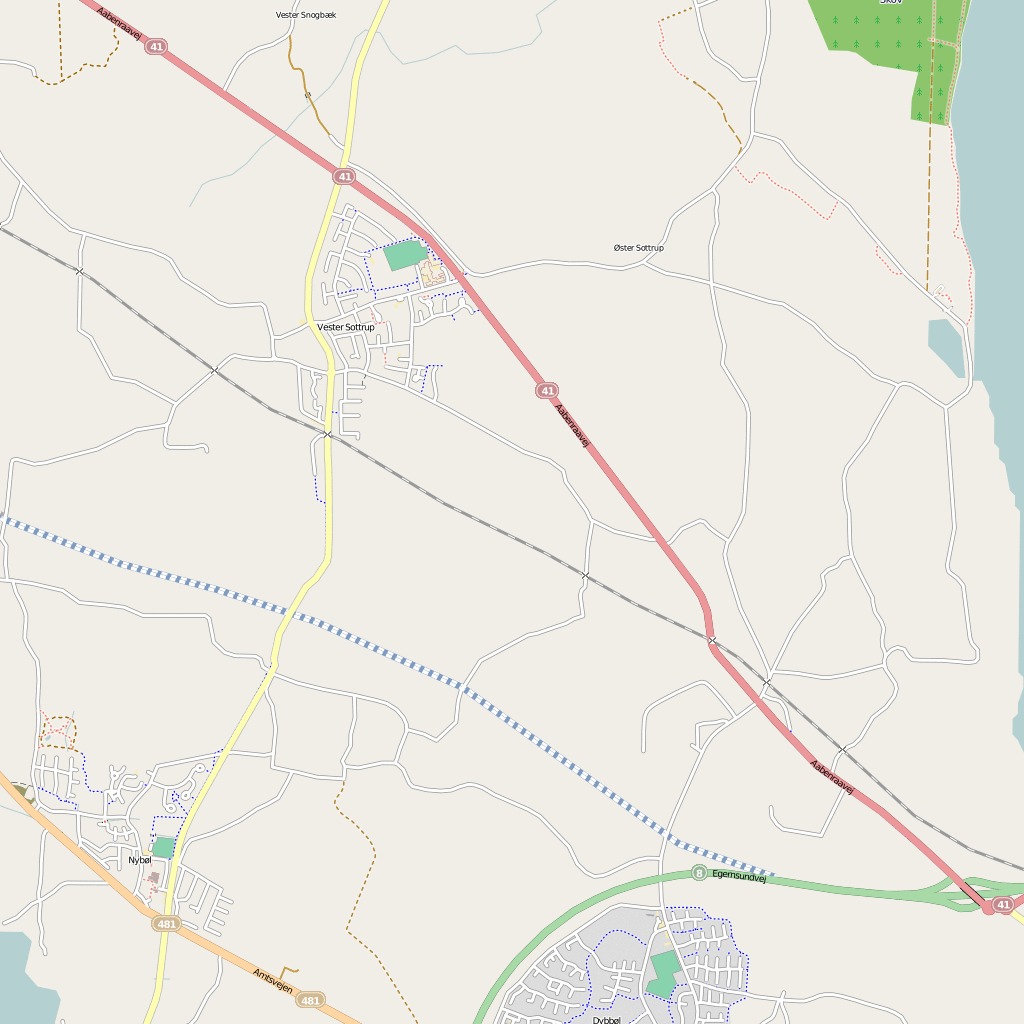 Skov
Vester Snogbæk
Aabenraavej
41
41
Øster Sottrup
Vester Sottrup
41
Aabenraavej
Aabenraavej
Nybøl
8
Egernsundvej
41
481
Amtsvejen
481
Dybbøl